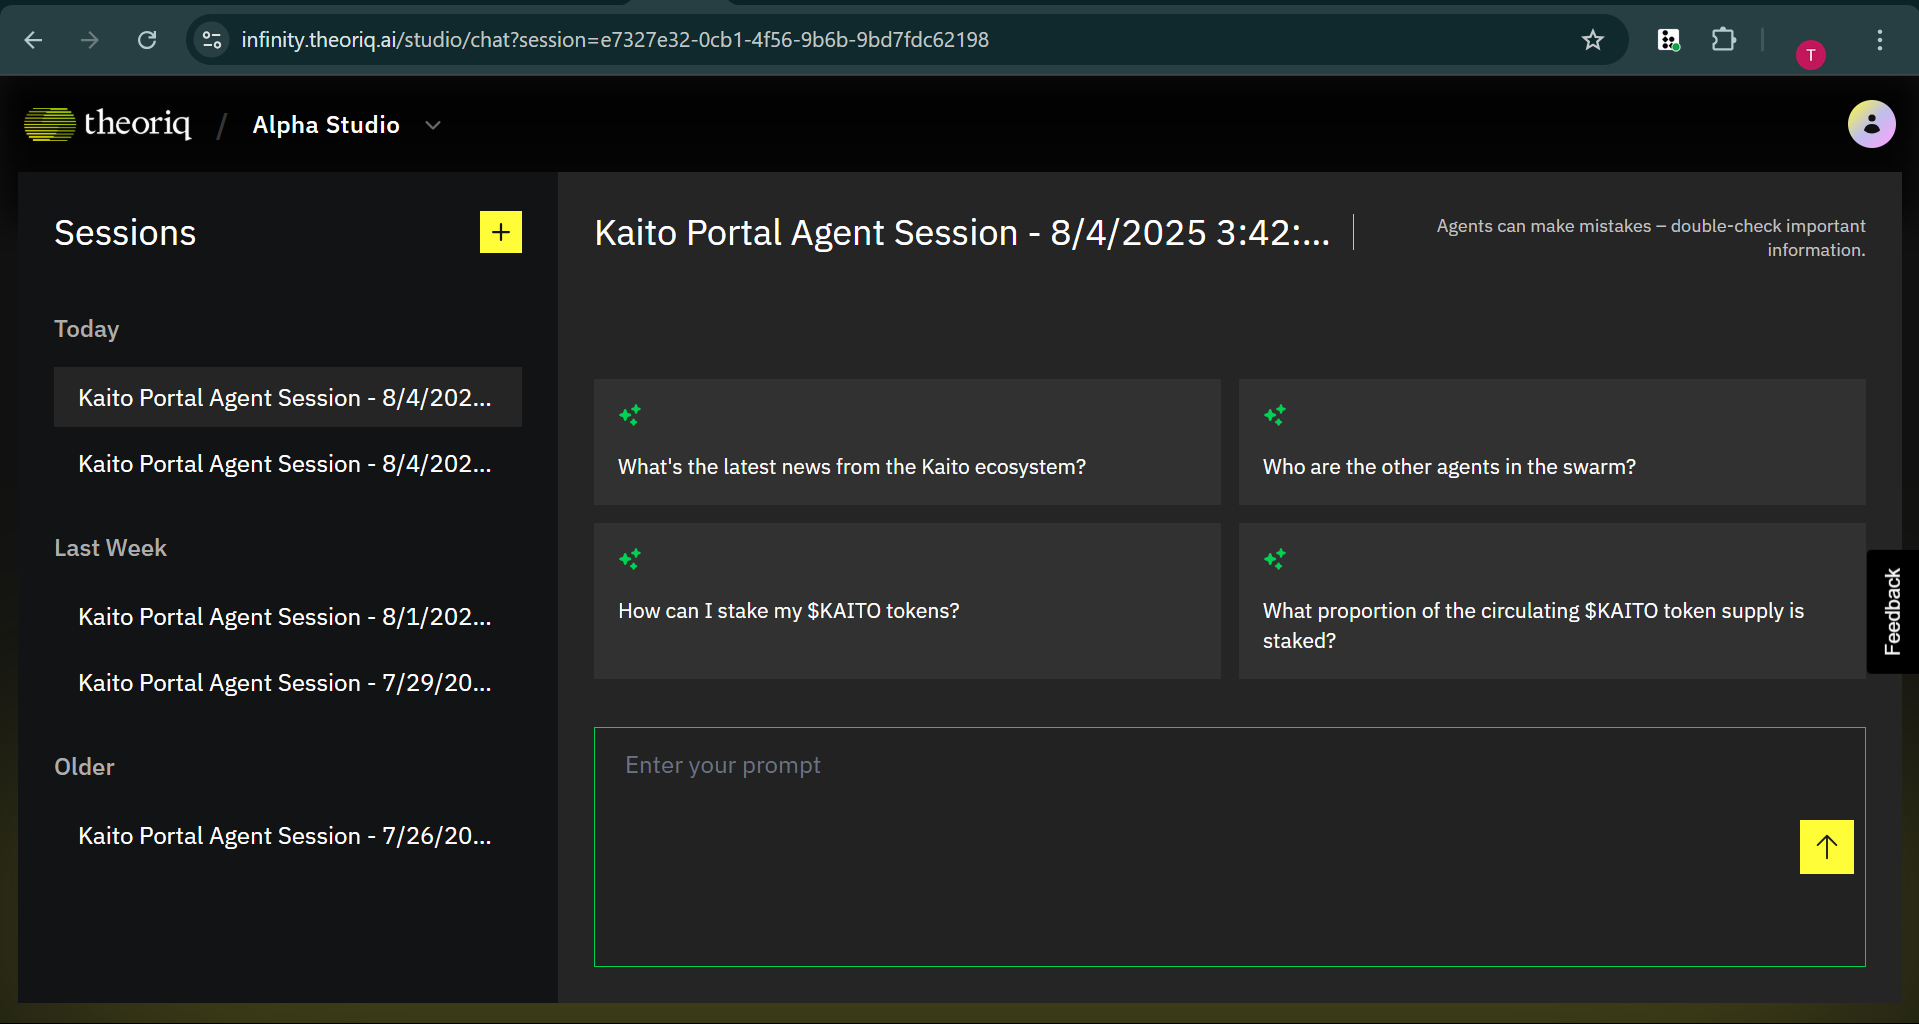 infinity.theoriq.ai/studio/chat?session=e7327e32-0cb1-4f56-9b6b-9bd7fdc62198
T
theoriq / Alpha Studio
Sessions
+
Today
Kaito Portal Agent Session - 8/4/202...
Kaito Portal Agent Session - 8/4/202...
Last Week
Kaito Portal Agent Session - 8/1/202...
Kaito Portal Agent Session - 7/29/20...
Older
Kaito Portal Agent Session - 7/26/20...
Kaito Portal Agent Session - 8/4/2025 3:42:...
Agents can make mistakes – double-check important
information.
What's the latest news from the Kaito ecosystem?
Who are the other agents in the swarm?
How can I stake my $KAITO tokens?
What proportion of the circulating $KAITO token supply is
staked?
Enter your prompt
Feedback